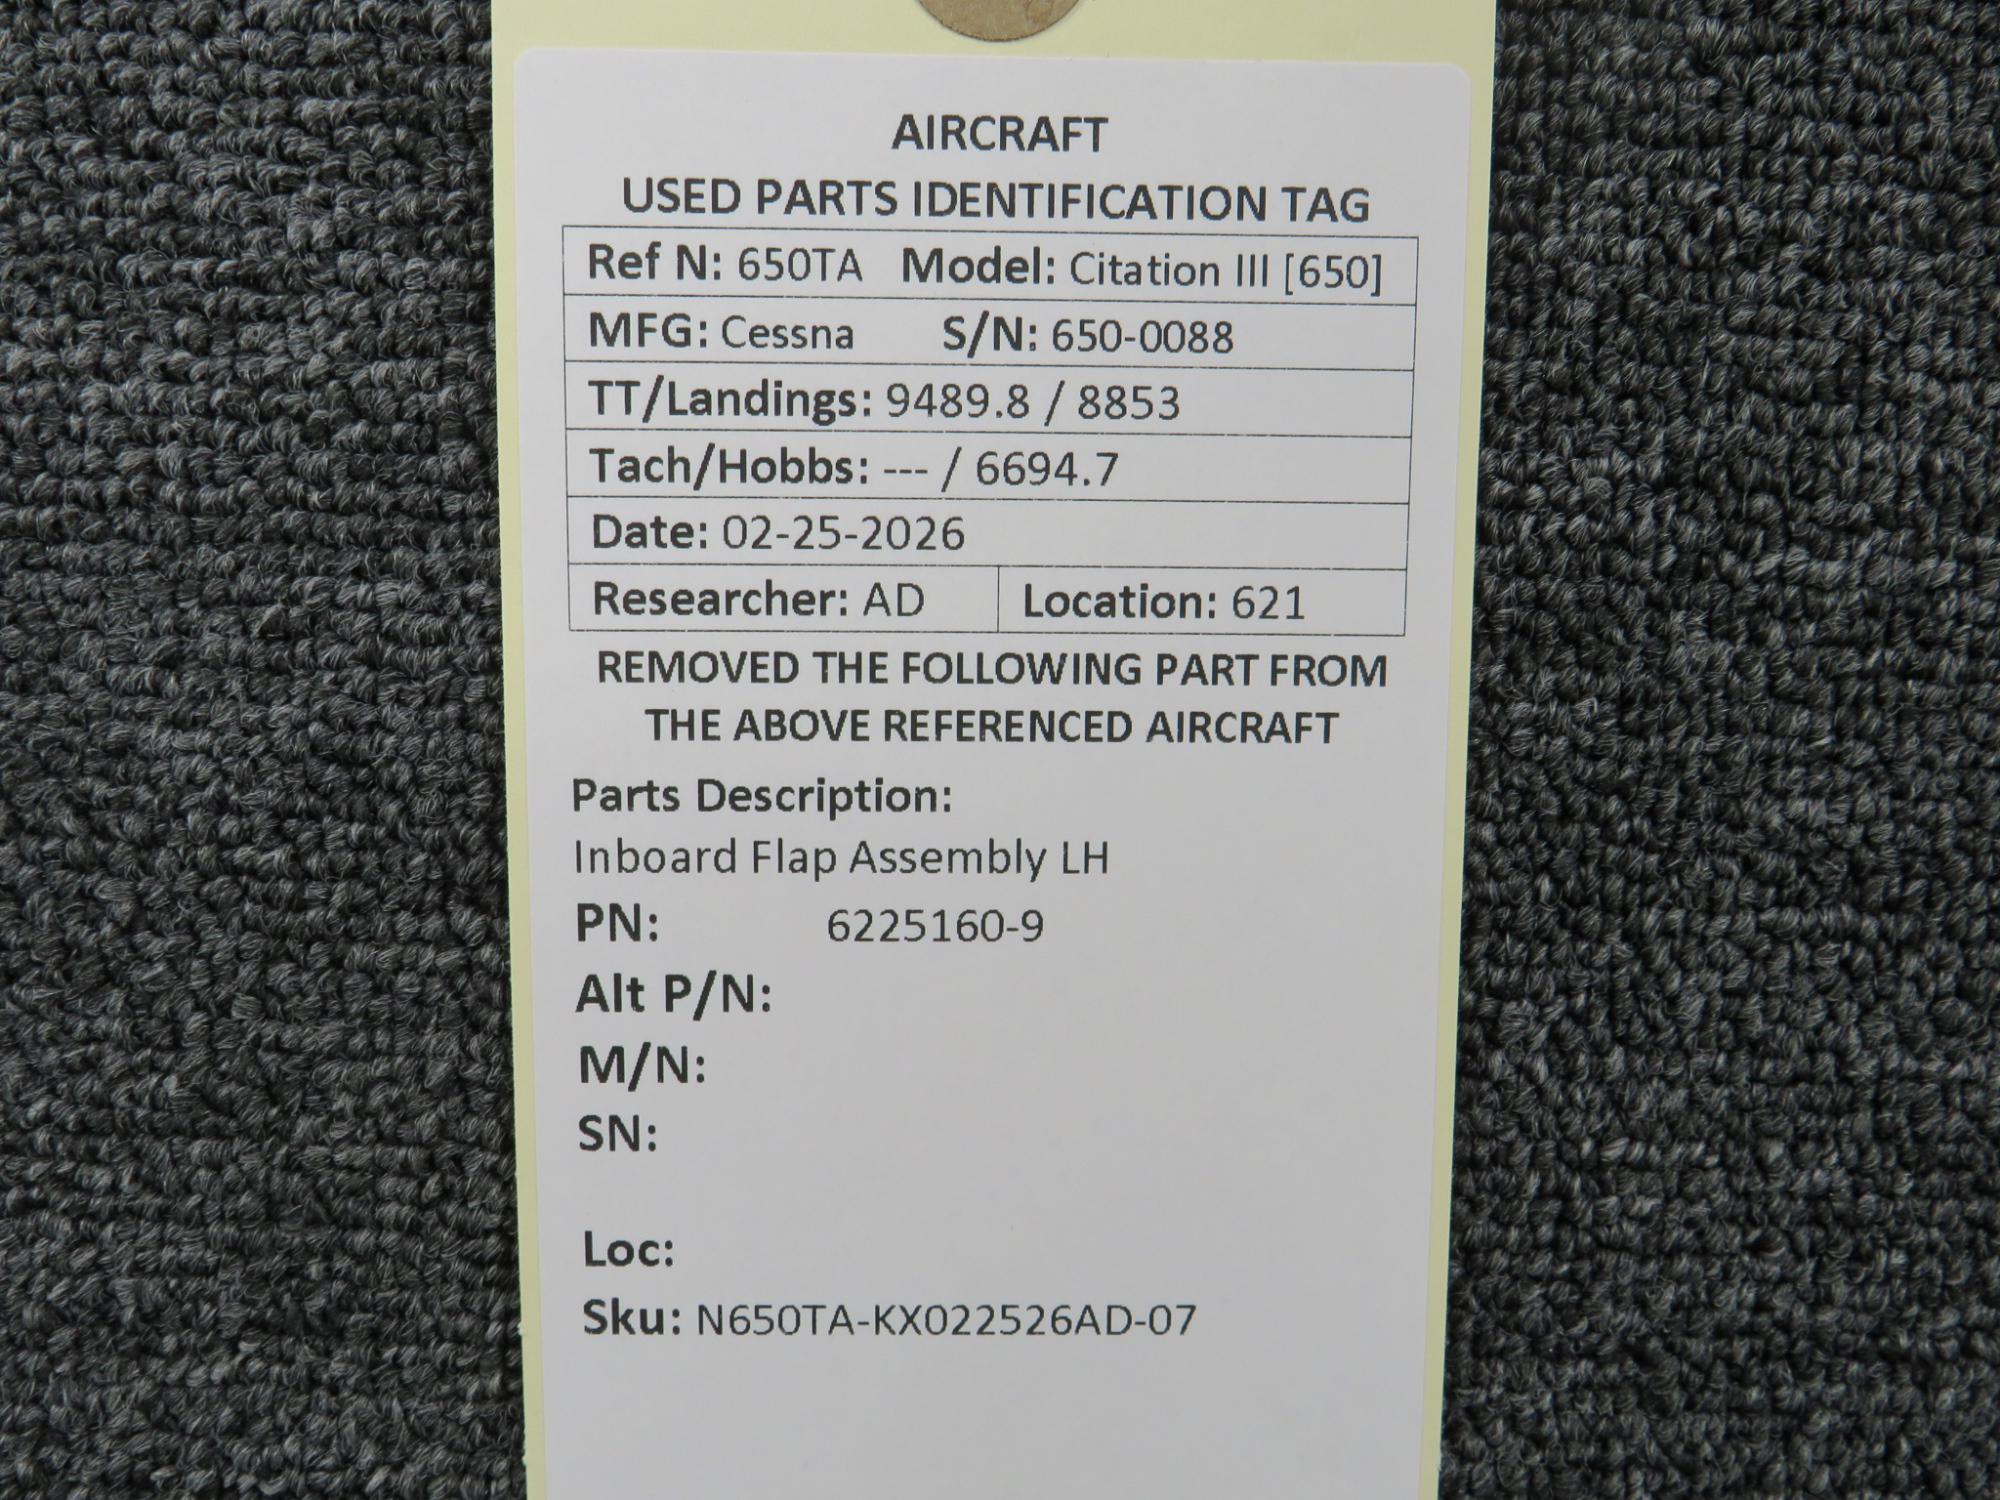 AIRCRAFT
USED PARTS IDENTIFICATION TAG
Ref N: 650TA Model: Citation III [650]
MFG: Cessna S/N: 650-0088
TT/Landings: 9489.8 / 8853
Tach/Hobbs: --- / 6694.7
Date: 02-25-2026
Researcher: AD Location: 621
REMOVED THE FOLLOWING PART FROM
THE ABOVE REFERENCED AIRCRAFT
Parts Description:
Inboard Flap Assembly LH
PN: 6225160-9
Alt P/N:
M/N:
SN:
Loc:
Sku: N650TA-KX022526AD-07